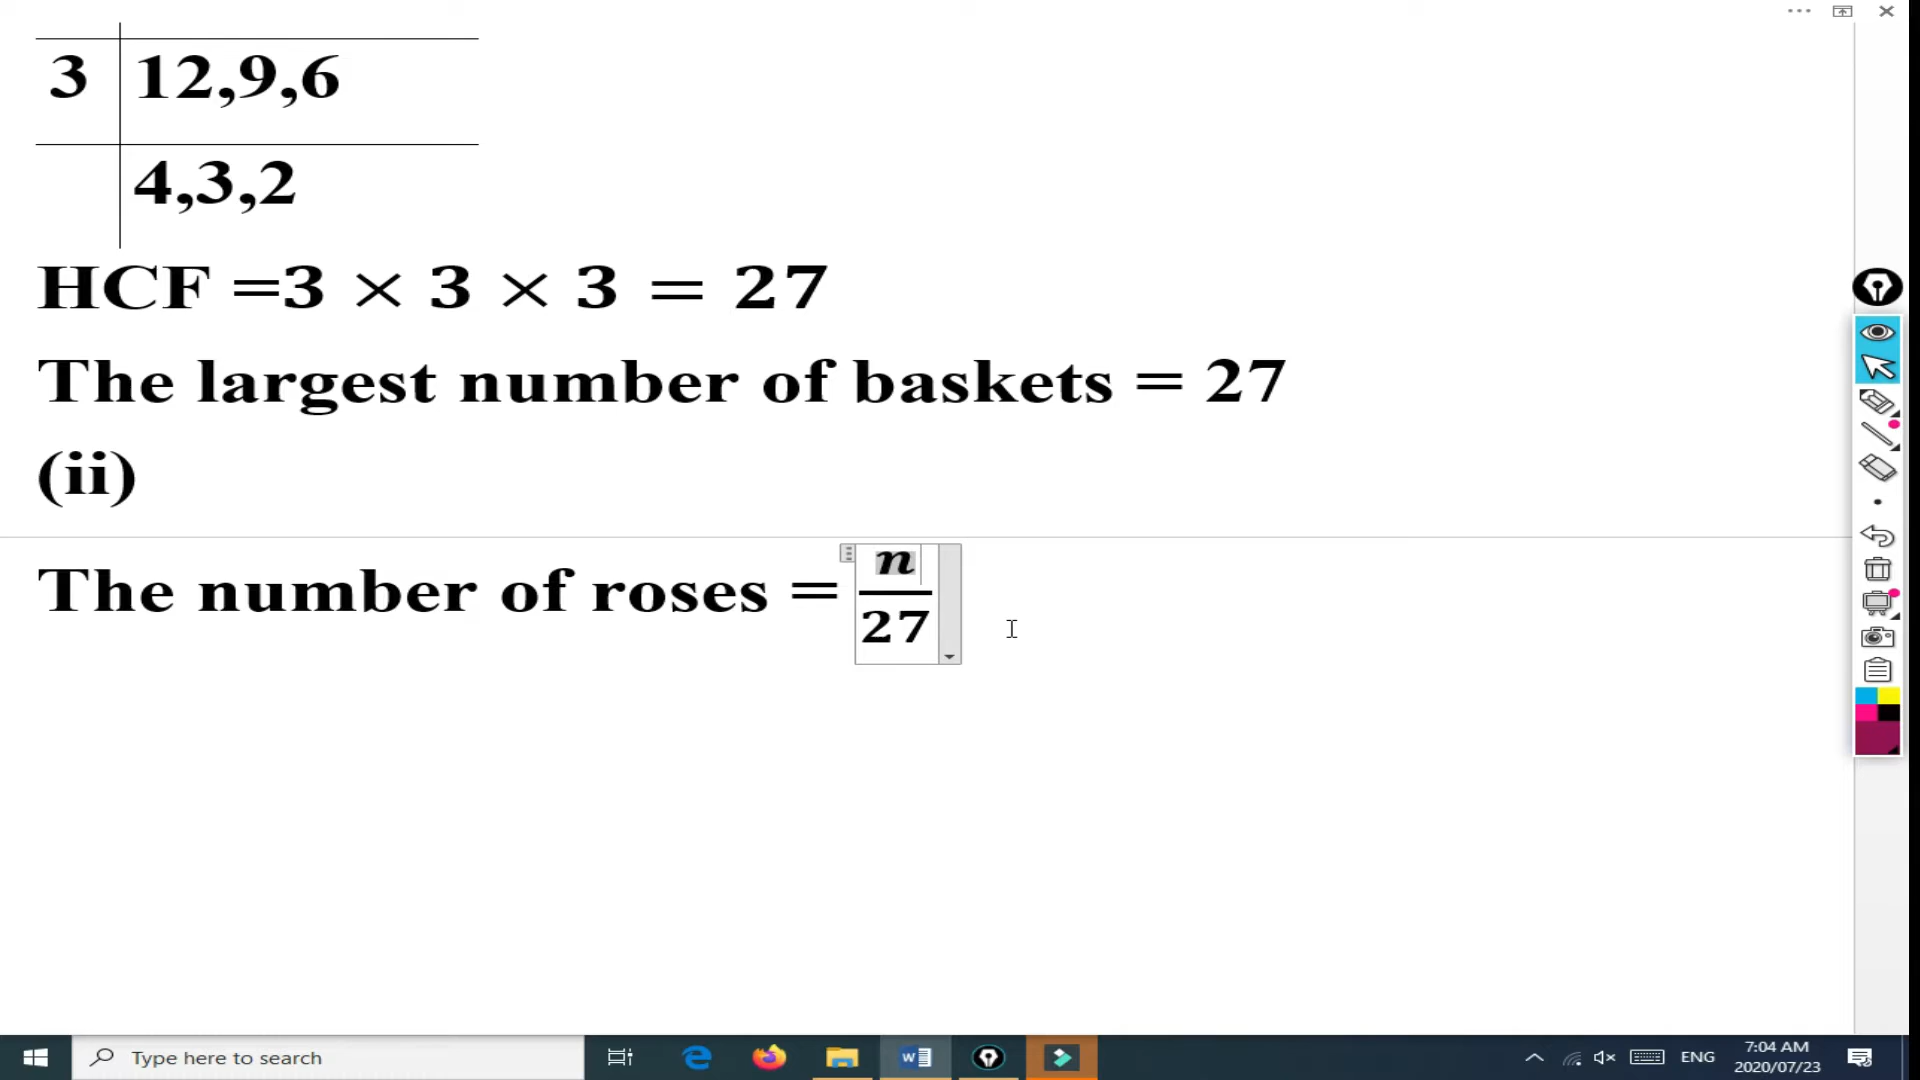 3 12,9,6
4,3,2
HCF =3 × 3 × 3 = 27
The largest number of baskets = 27
(ii)
The number of roses = n/27
Type here to search
ENG
7:04 AM
2020/07/23